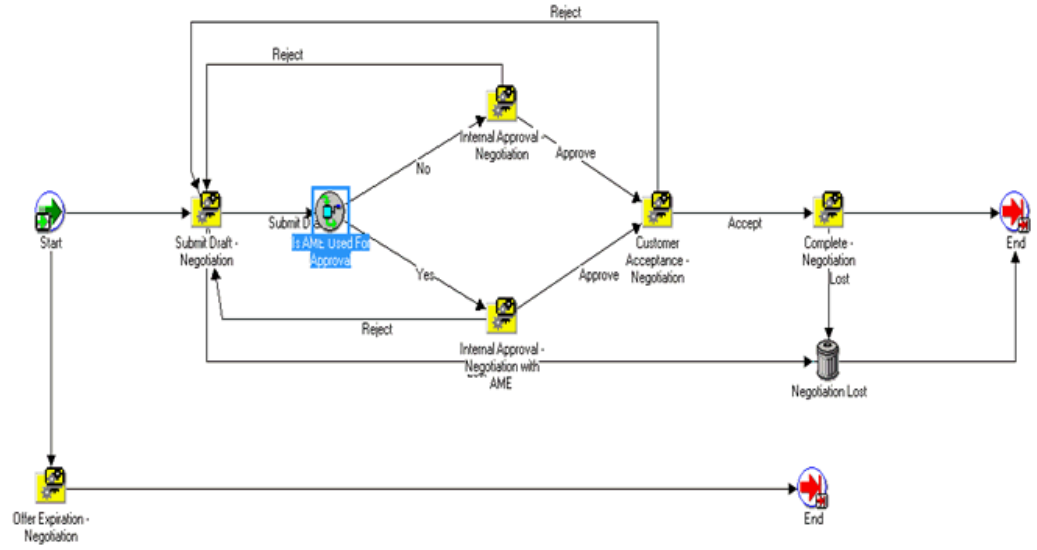 Reject
Reject
Internal Approval -
Negotiation
No
Approve
Start
Submit Draft -
Negotiation
Submit
Is AME Used For
Approval
Customer
Acceptance -
Negotiation
Accept
Complete -
Negotiation
Lost
End
Yes
Approve
Reject
Internal Approval -
Negotiation with
AME
Negotiation Lost
Offer Expiration -
Negotiation
End